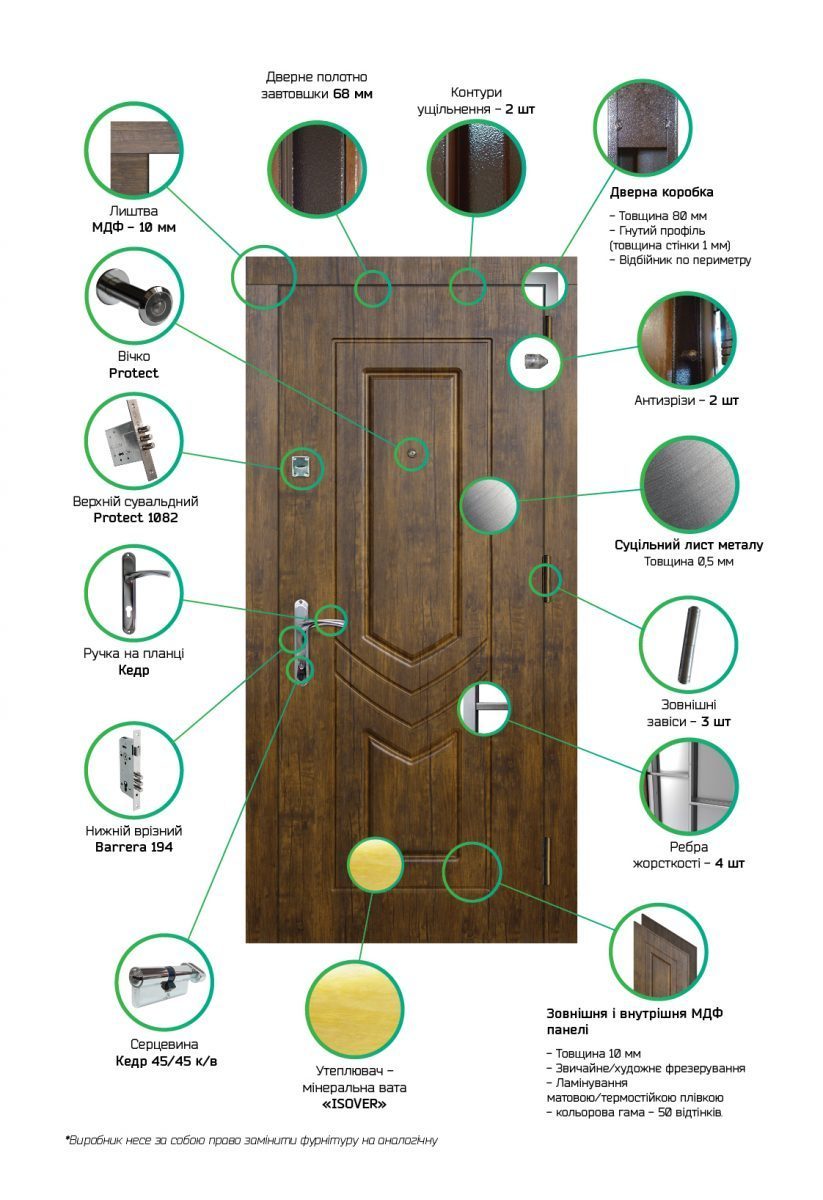 Дверне полотно
завтовшки 68 мм
Контури
ущільнення – 2 шт
Лиштва
МДФ – 10 мм
Дверна коробка
– Товщина 80 мм
– Гнутий профіль
(товщина стінки 1 мм)
– Відбійник по периметру
Вічко
Protect
Антизрізи – 2 шт
Верхній сувальдний
Protect 1082
Суцільний лист металу
Товщина 0,5 мм
Ручка на планці
Кедр
Зовнішні
завіси – 3 шт
Нижній врізний
Barrera 194
Ребра
жорсткості – 4 шт
Серцевина
Кедр 45/45 к/в
Утеплювач –
мінеральна вата
«ISOVER»
Зовнішня і внутрішня МДФ
панелі
– Товщина 10 мм
– Звичайне/художнє фрезерування
– Ламінування
матовою/термостійкою плівкою
– кольорова гама – 50 відтінків.
*Виробник несе за собою право замінити фурнітуру на аналогічну